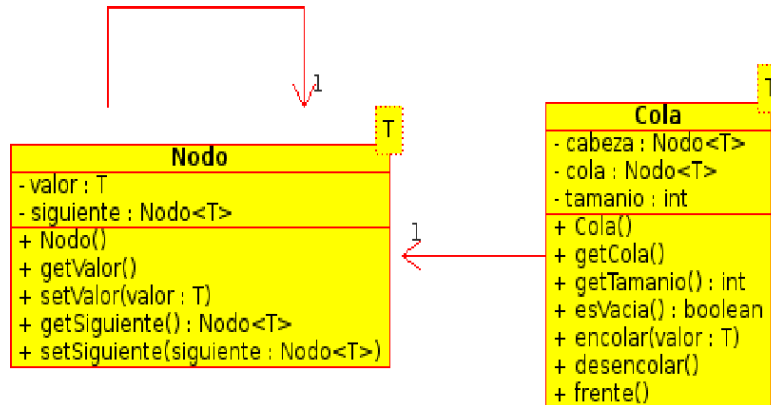 1
T
Nodo
- valor : T
- siguiente : Nodo<T>
+ Nodo()
+ getValor()
+ setValor(valor : T)
+ getSiguiente() : Nodo<T>
+ setSiguiente(siguiente : Nodo<T>)
1
T
Cola
- cabeza : Nodo<T>
- cola : Nodo<T>
- tamanio : int
+ Cola()
+ getCola()
+ getTamanio() : int
+ esVacia() : boolean
+ encolar(valor : T)
+ desencolar()
+ frente()